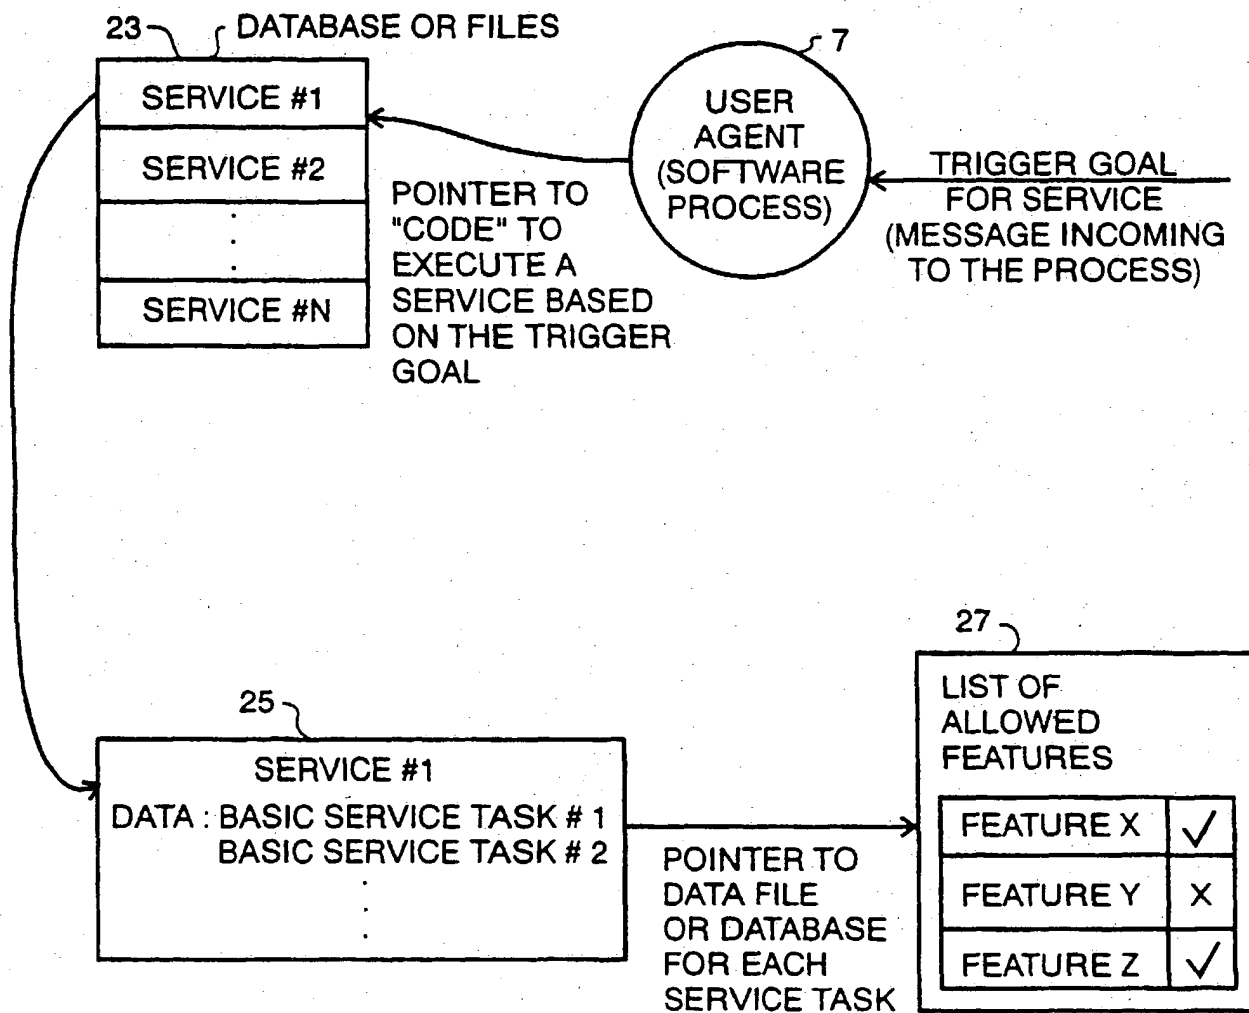 23
DATABASE OR FILES
SERVICE #1
SERVICE #2
.
.
SERVICE #N
POINTER TO
"CODE" TO
EXECUTE A
SERVICE BASED
ON THE TRIGGER
GOAL
7
USER
AGENT
(SOFTWARE
PROCESS)
TRIGGER GOAL
FOR SERVICE
(MESSAGE INCOMING
TO THE PROCESS)
25
SERVICE #1
DATA : BASIC SERVICE TASK # 1
BASIC SERVICE TASK # 2
.
.
POINTER TO
DATA FILE
OR DATABASE
FOR EACH
SERVICE TASK
27
LIST OF
ALLOWED
FEATURES
FEATURE X ✓
FEATURE Y X
FEATURE Z ✓